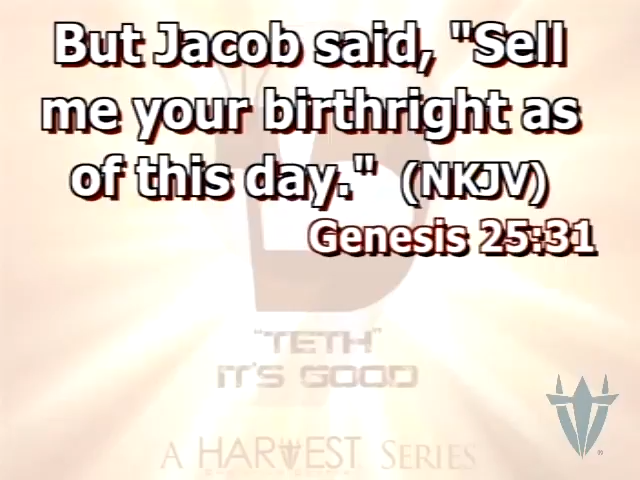 But Jacob said, "Sell
me your birthright as
of this day." (NKJV)
Genesis 25:31
"TETH"
IT'S GOOD
A HARVEST SERIES